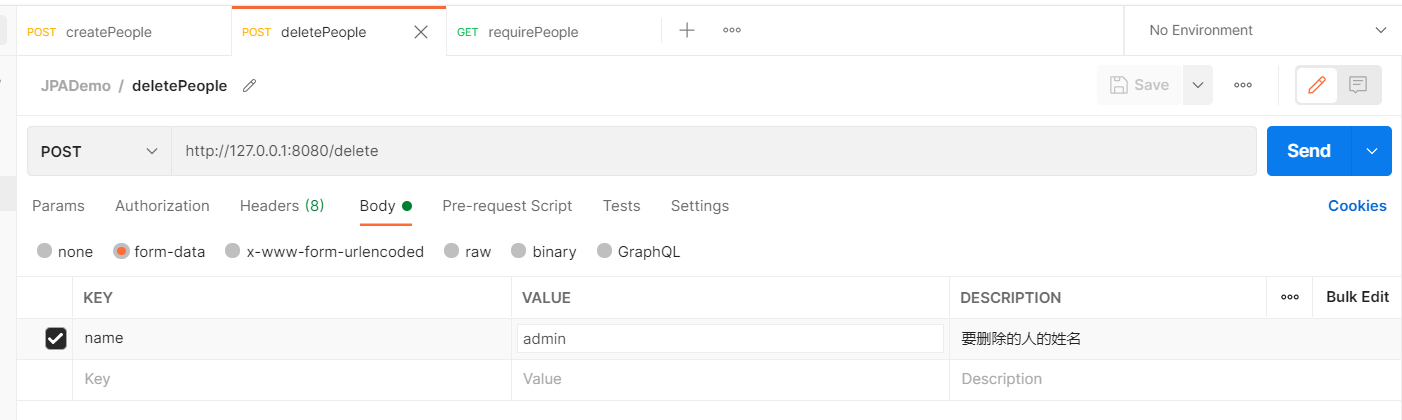 POST createPeople POST deletePeople GET requirePeople No Environment
JPADemo / deletePeople Save
POST http://127.0.0.1:8080/delete Send
Params Authorization Headers (8) Body Pre-request Script Tests Settings Cookies
none form-data x-www-form-urlencoded raw binary GraphQL
KEY VALUE DESCRIPTION Bulk Edit
name admin 要删除的人的姓名
Key Value Description